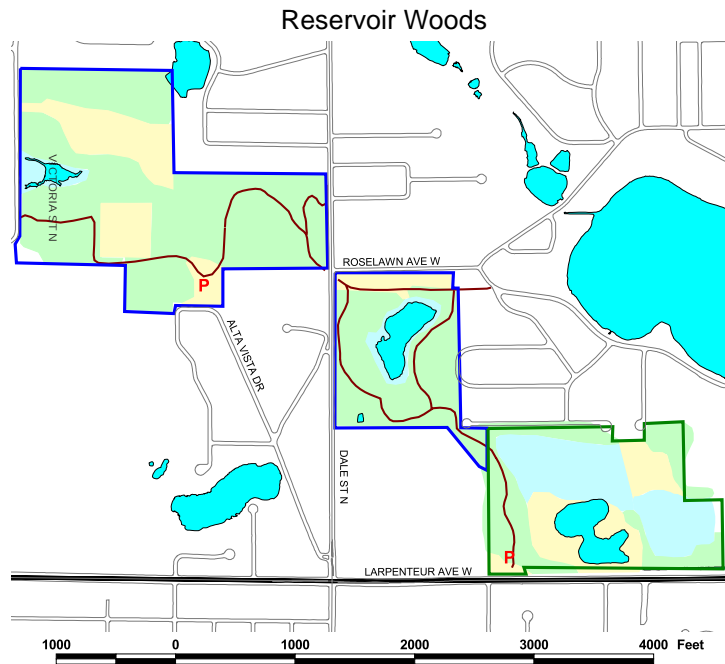 Reservoir Woods
VICTORIA ST N
ROSELAWN AVE W
P
ALTA VISTA DR
DALE ST N
P
LARPENTEUR AVE W
1000 0 1000 2000 3000 4000 Feet